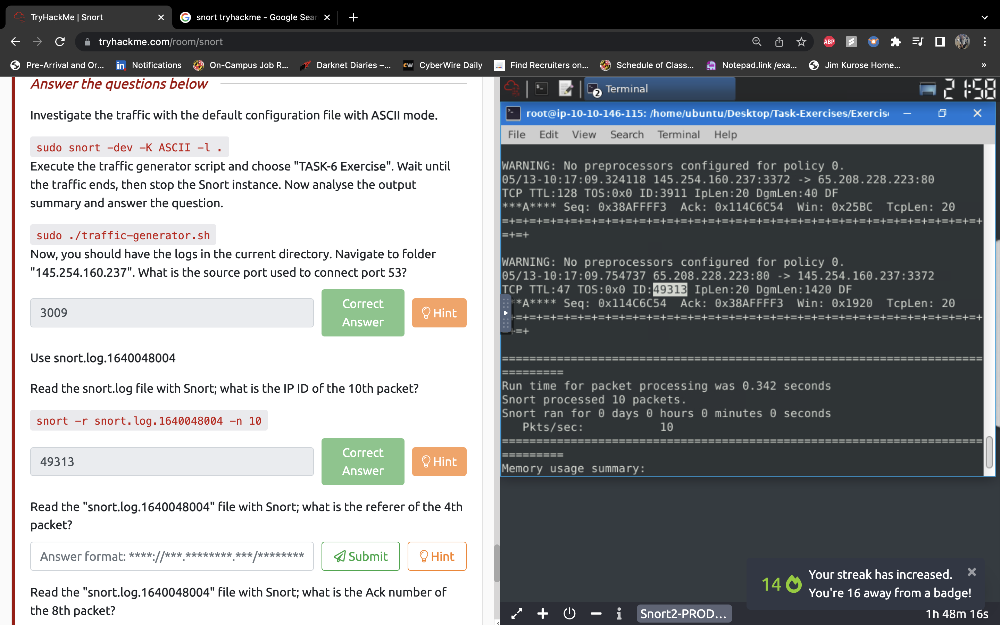 TryHackMe | Snort
snort tryhackme - Google Sear
tryhackme.com/room/snort
ABP
Pre-Arrival and Or...
in Notifications
On-Campus Job R...
Darknet Diaries –...
CW CyberWire Daily
Find Recruiters on...
Schedule of Class...
Notepad.link /exa...
Jim Kurose Home...
»
Answer the questions below
Investigate the traffic with the default configuration file with ASCII mode.
sudo snort -dev -K ASCII -l .
Execute the traffic generator script and choose "TASK-6 Exercise". Wait until
the traffic ends, then stop the Snort instance. Now analyse the output
summary and answer the question.
sudo ./traffic-generator.sh
Now, you should have the logs in the current directory. Navigate to folder
"145.254.160.237". What is the source port used to connect port 53?
3009
Correct
Answer
Hint
Use snort.log.1640048004
Read the snort.log file with Snort; what is the IP ID of the 10th packet?
snort -r snort.log.1640048004 -n 10
49313
Correct
Answer
Hint
Read the "snort.log.1640048004" file with Snort; what is the referer of the 4th
packet?
Answer format: ****://***.********.***/********
Submit
Hint
Read the "snort.log.1640048004" file with Snort; what is the Ack number of
the 8th packet?
2 Terminal
2 1:58
root@ip-10-10-146-115: /home/ubuntu/Desktop/Task-Exercises/Exercis
File Edit View Search Terminal Help
WARNING: No preprocessors configured for policy 0.
05/13-10:17:09.324118 145.254.160.237:3372 -> 65.208.228.223:80
TCP TTL:128 TOS:0x0 ID:3911 IpLen:20 DgmLen:40 DF
***A**** Seq: 0x38AFFFF3  Ack: 0x114C6C54  Win: 0x25BC  TcpLen: 20
=+=+=+=+=+=+=+=+=+=+=+=+=+=+=+=+=+=+=+=+=+=+=+=+=+=+=+=+=+=+=+=+=+=+=+
=+=+
WARNING: No preprocessors configured for policy 0.
05/13-10:17:09.754737 65.208.228.223:80 -> 145.254.160.237:3372
TCP TTL:47 TOS:0x0 ID:49313 IpLen:20 DgmLen:1420 DF
**A**** Seq: 0x114C6C54  Ack: 0x38AFFFF3  Win: 0x1920  TcpLen: 20
+=+=+=+=+=+=+=+=+=+=+=+=+=+=+=+=+=+=+=+=+=+=+=+=+=+=+=+=+=+=+=+=+=+=+
+=+
======================================================================
=========
Run time for packet processing was 0.342 seconds
Snort processed 10 packets.
Snort ran for 0 days 0 hours 0 minutes 0 seconds
Pkts/sec: 10
======================================================================
=========
Memory usage summary:
14
Your streak has increased.
You're 16 away from a badge!
Snort2-PROD...
1h 48m 16s